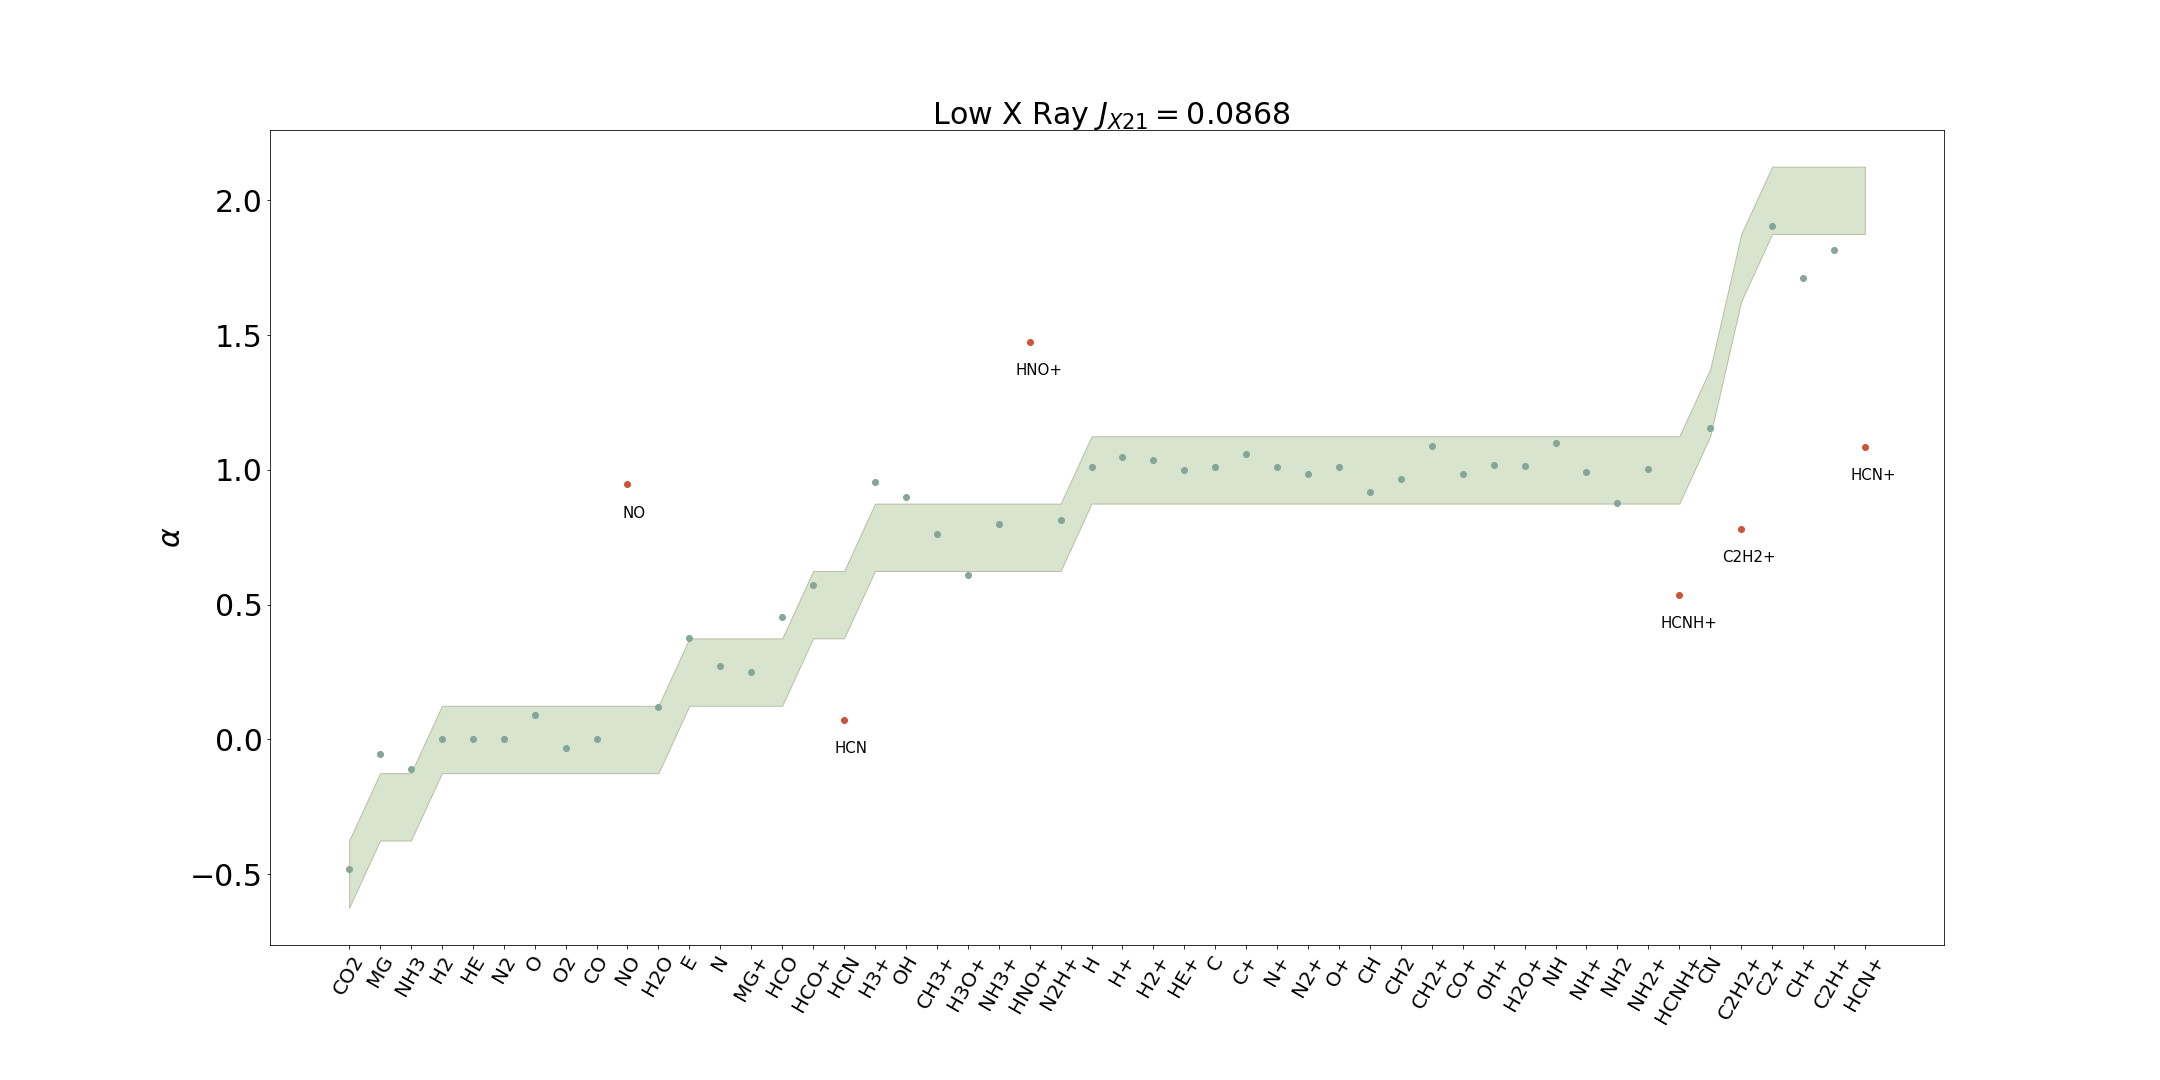 Low X Ray J_{X21} = 0.0868
2.0
1.5
1.0
0.5
0.0
−0.5
α
NO
HCN
HNO+
HCNH+
C2H2+
HCN+
CO2
MG
NH3
H2
HE
N2
O
O2
CO
NO
H2O
E
N
MG+
HCO
HCO+
HCN
H3+
OH
CH3+
H3O+
NH3+
HNO+
N2H+
H
H+
H2+
HE+
C
C+
N+
N2+
O+
CH
CH2
CH2+
CO+
OH+
H2O+
NH
NH+
NH2
NH2+
HCNH+
CN
C2H2+
C2+
CH+
C2H+
HCN+